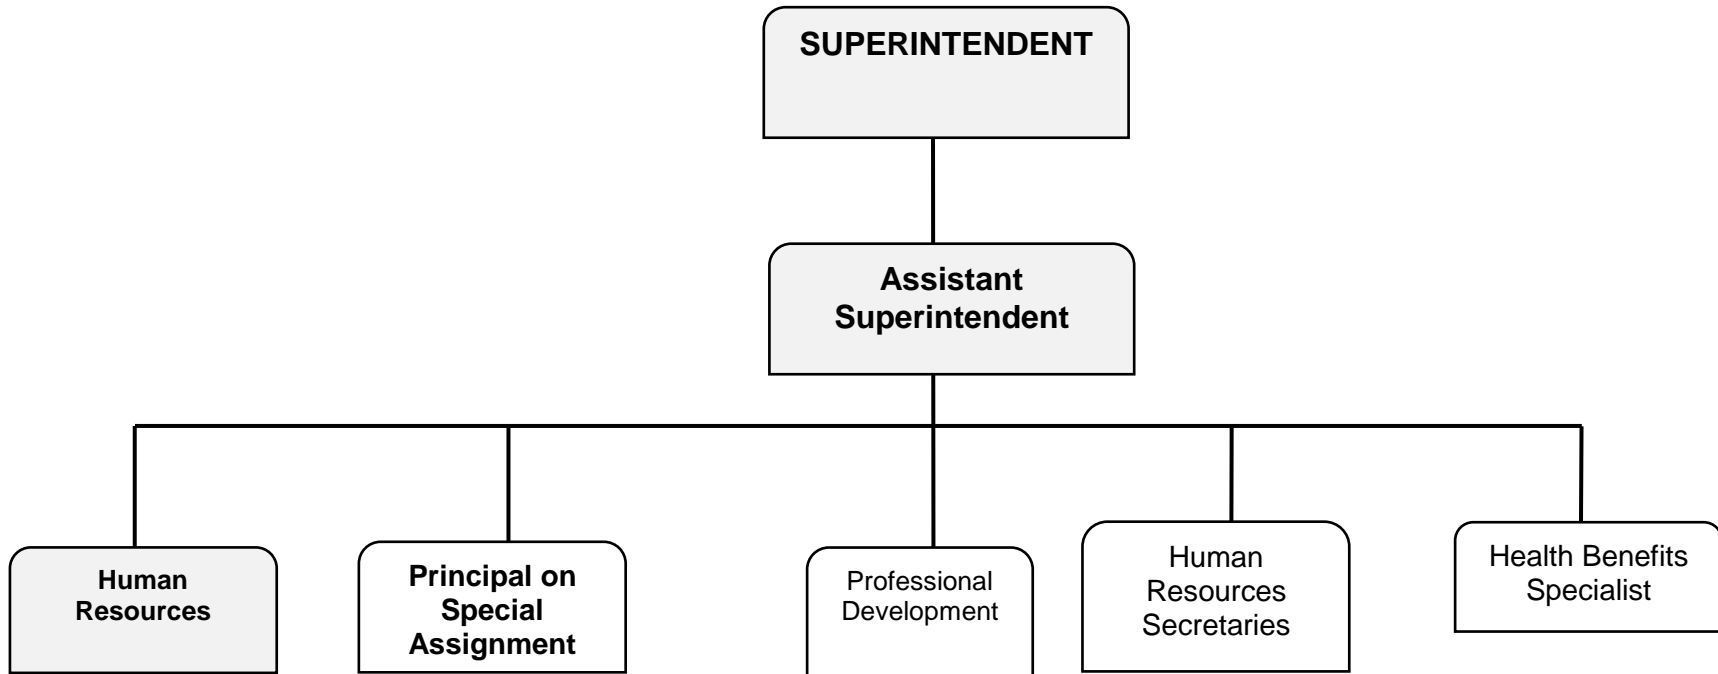 SUPERINTENDENT
Assistant
Superintendent
Human
Resources
Principal on
Special
Assignment
Professional
Development
Human
Resources
Secretaries
Health Benefits
Specialist